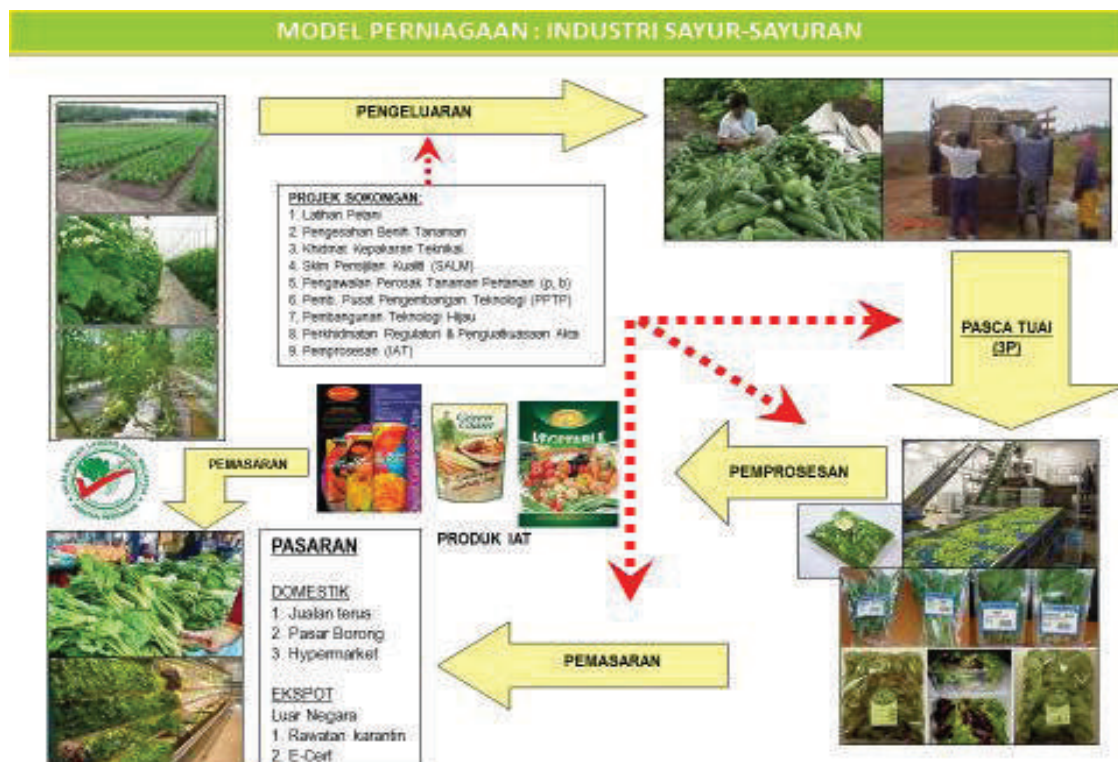 MODEL PERNIAGAAN : INDUSTRI SAYUR-SAYURAN
PENGELUARAN
PROJEK SOKONGAN:
1. Latihan Petani
2. Pengesahan Benih Tanaman
3. Khidmat Kepakaran Teknikal
4. Skim Pensijilan Kualiti (SALM)
5. Pengawalan Perosak Tanaman Pertanian (p, b)
6. Pemb. Pusat Pengembangan Teknologi (PPTP)
7. Pembangunan Teknologi Hijau
8. Perkhidmatan Regulatori & Penguatkuasaan Akta
9. Pemprosesan (IAT)
PASCA TUAI
(3P)
PEMASARAN
PEMPROSESAN
PRODUK IAT
PASARAN
DOMESTIK
1. Jualan terus
2. Pasar Borong
3. Hypermarket
EKSPOT
Luar Negara
1. Rawatan karantin
2. E-Cert
PEMASARAN